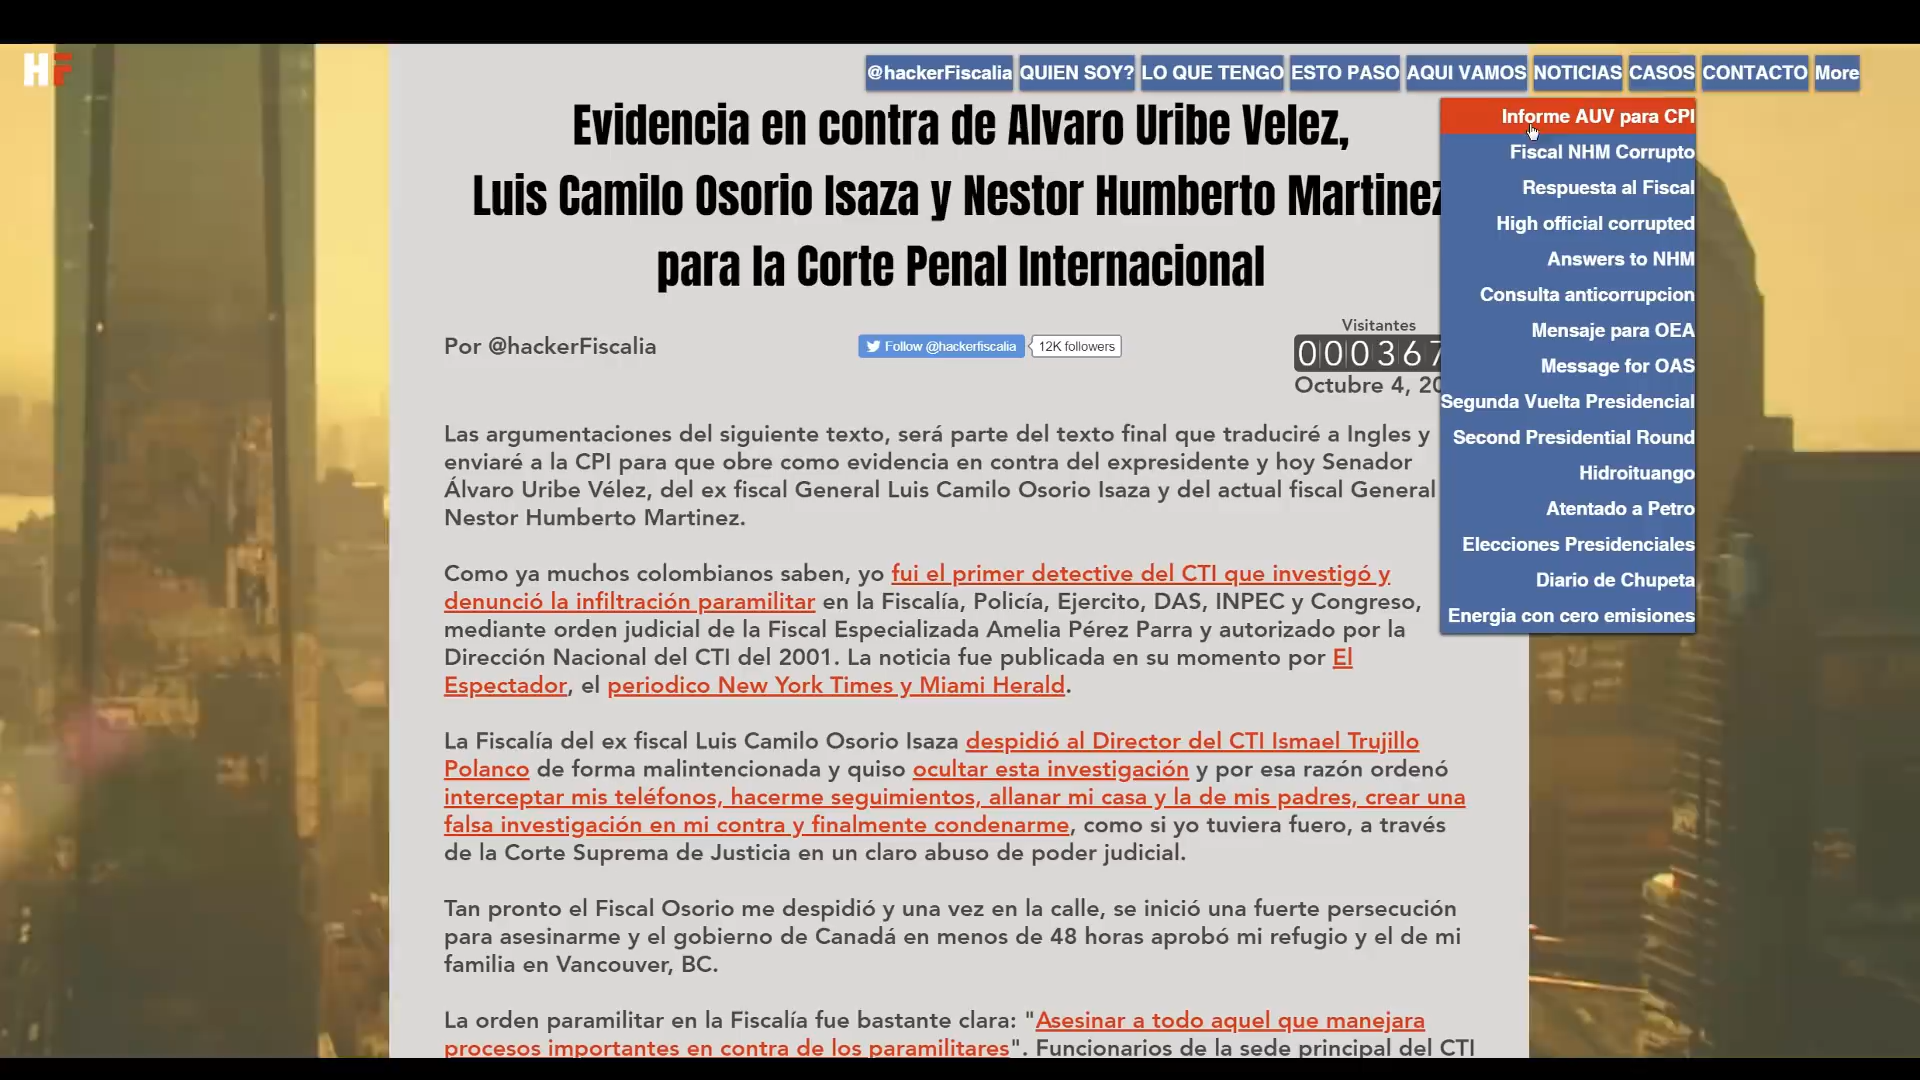 HF
@hackerFiscalia QUIEN SOY? LO QUE TENGO ESTO PASO AQUI VAMOS NOTICIAS CASOS CONTACTO More
Informe AUV para CPI
Fiscal NHM Corrupto
Respuesta al Fiscal
High official corrupted
Answers to NHM
Consulta anticorrupcion
Mensaje para OEA
Message for OAS
Segunda Vuelta Presidencial
Second Presidential Round
Hidroituango
Atentado a Petro
Elecciones Presidenciales
Diario de Chupeta
Energia con cero emisiones
Evidencia en contra de Alvaro Uribe Velez,
Luis Camilo Osorio Isaza y Nestor Humberto Martinez
para la Corte Penal Internacional
Por @hackerFiscalia
Follow @hackerfiscalia
12K followers
Visitantes
000367
Octubre 4, 20
Las argumentaciones del siguiente texto, será parte del texto final que traduciré a Ingles y
enviaré a la CPI para que obre como evidencia en contra del expresidente y hoy Senador
Álvaro Uribe Vélez, del ex fiscal General Luis Camilo Osorio Isaza y del actual fiscal General
Nestor Humberto Martinez.
Como ya muchos colombianos saben, yo fui el primer detective del CTI que investigó y
denunció la infiltración paramilitar en la Fiscalía, Policía, Ejercito, DAS, INPEC y Congreso,
mediante orden judicial de la Fiscal Especializada Amelia Pérez Parra y autorizado por la
Dirección Nacional del CTI del 2001. La noticia fue publicada en su momento por El
Espectador, el periodico New York Times y Miami Herald.
La Fiscalía del ex fiscal Luis Camilo Osorio Isaza despidió al Director del CTI Ismael Trujillo
Polanco de forma malintencionada y quiso ocultar esta investigación y por esa razón ordenó
interceptar mis teléfonos, hacerme seguimientos, allanar mi casa y la de mis padres, crear una
falsa investigación en mi contra y finalmente condenarme, como si yo tuviera fuero, a través
de la Corte Suprema de Justicia en un claro abuso de poder judicial.
Tan pronto el Fiscal Osorio me despidió y una vez en la calle, se inició una fuerte persecución
para asesinarme y el gobierno de Canadá en menos de 48 horas aprobó mi refugio y el de mi
familia en Vancouver, BC.
La orden paramilitar en la Fiscalía fue bastante clara: "Asesinar a todo aquel que manejara
procesos importantes en contra de los paramilitares". Funcionarios de la sede principal del CTI